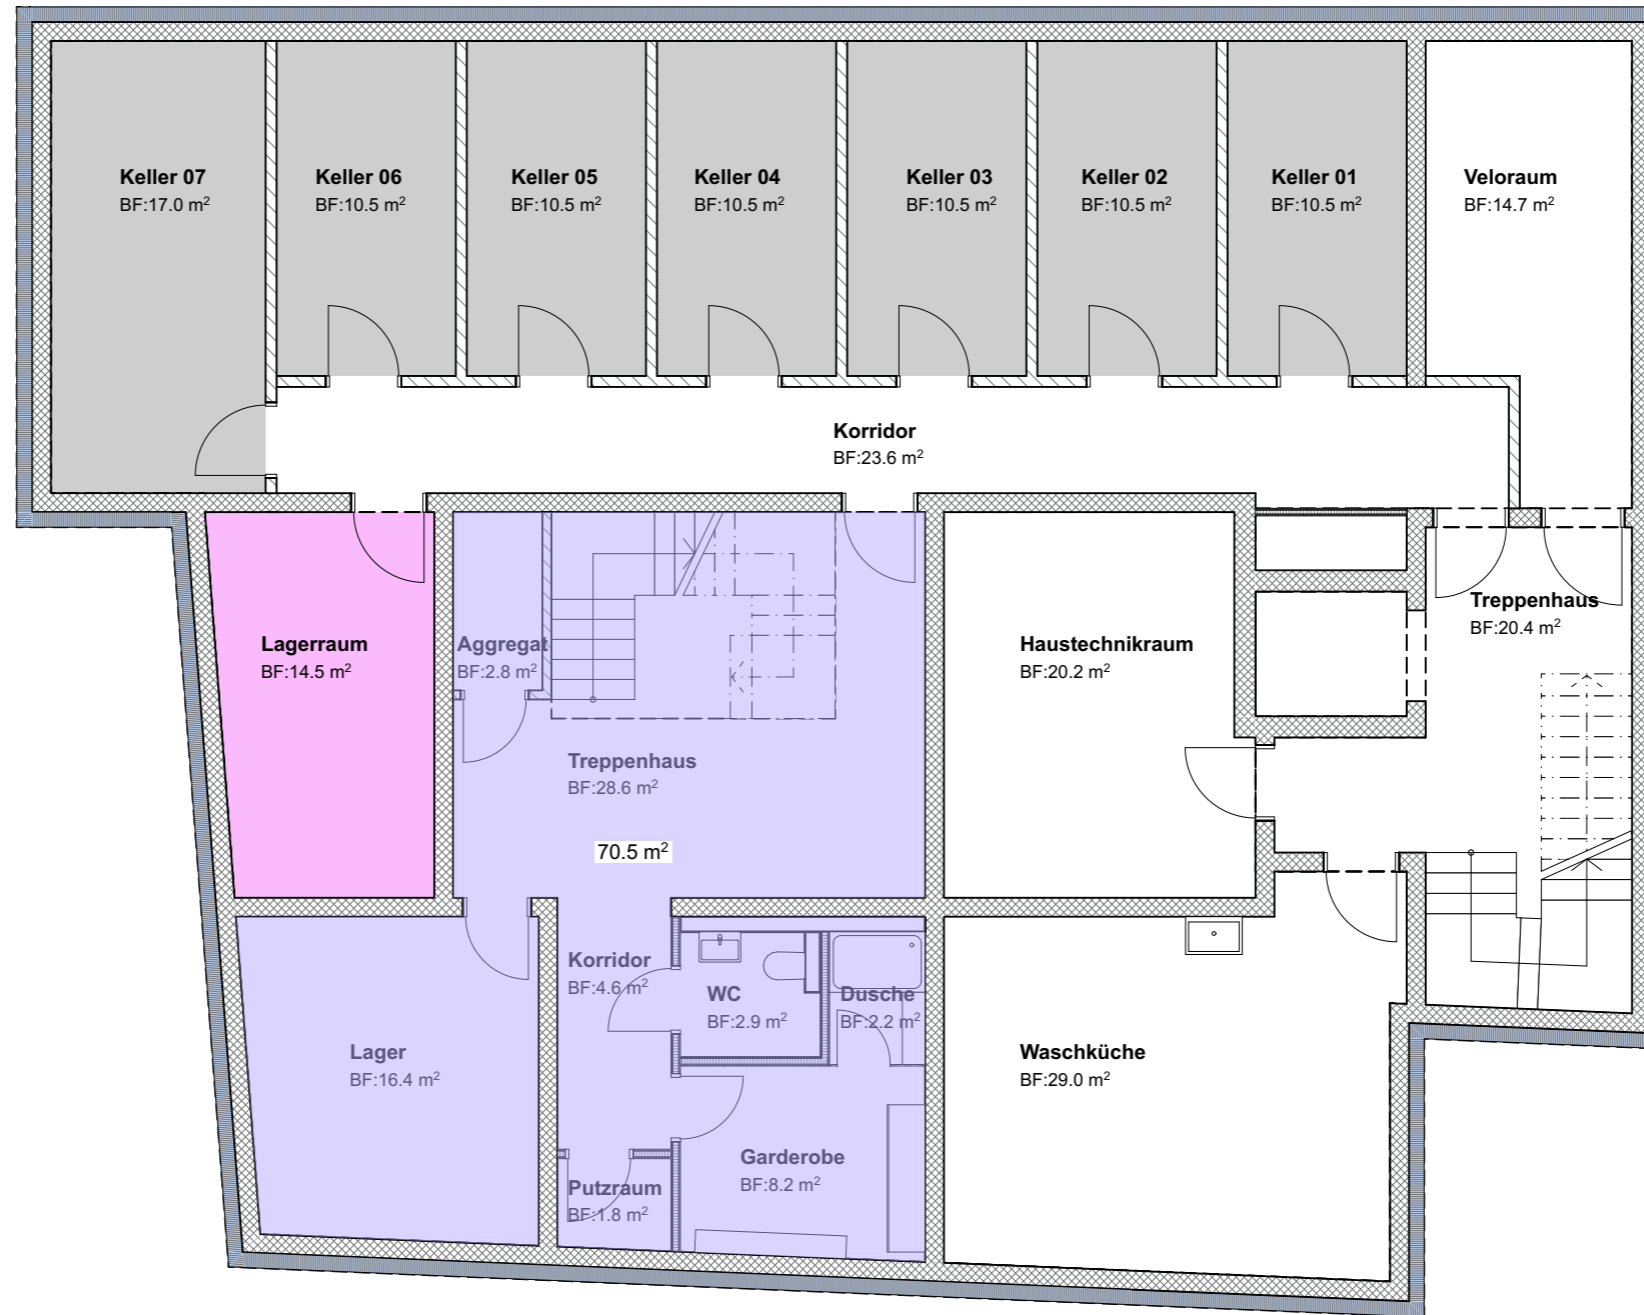 Keller 07
BF:17.0 m²
Keller 06
BF:10.5 m²
Keller 05
BF:10.5 m²
Keller 04
BF:10.5 m²
Keller 03
BF:10.5 m²
Keller 02
BF:10.5 m²
Keller 01
BF:10.5 m²
Veloraum
BF:14.7 m²
Korridor
BF:23.6 m²
Lagerraum
BF:14.5 m²
Aggregat
BF:2.8 m²
Haustechnikraum
BF:20.2 m²
Treppenhaus
BF:20.4 m²
Treppenhaus
BF:28.6 m²
70.5 m²
Korridor
BF:4.6 m²
WC
BF:2.9 m²
Dusche
BF:2.2 m²
Lager
BF:16.4 m²
Waschküche
BF:29.0 m²
Garderobe
BF:8.2 m²
Putzraum
BF:1.8 m²